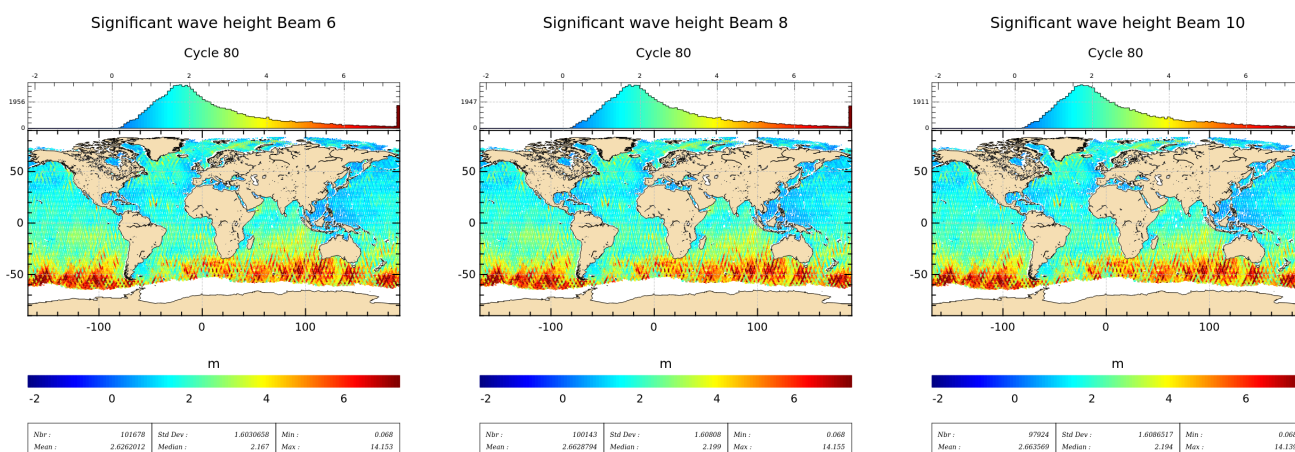 Significant wave height Beam 6
Cycle 80
-2 0 2 4 6
1956
0
50
0
-50
-100 0 100
m
-2 0 2 4 6
Nbr : 101678 Std Dev : 1.6030658 Min : 0.068
Mean : 2.6262012 Median : 2.167 Max : 14.153
Significant wave height Beam 8
Cycle 80
-2 0 2 4 6
1947
0
50
0
-50
-100 0 100
m
-2 0 2 4 6
Nbr : 100143 Std Dev : 1.60808 Min : 0.068
Mean : 2.6628794 Median : 2.199 Max : 14.155
Significant wave height Beam 10
Cycle 80
-2 0 2 4 6
1911
0
50
0
-50
-100 0 100
m
-2 0 2 4 6
Nbr : 97924 Std Dev : 1.6086517 Min : 0.068
Mean : 2.663569 Median : 2.194 Max : 14.139